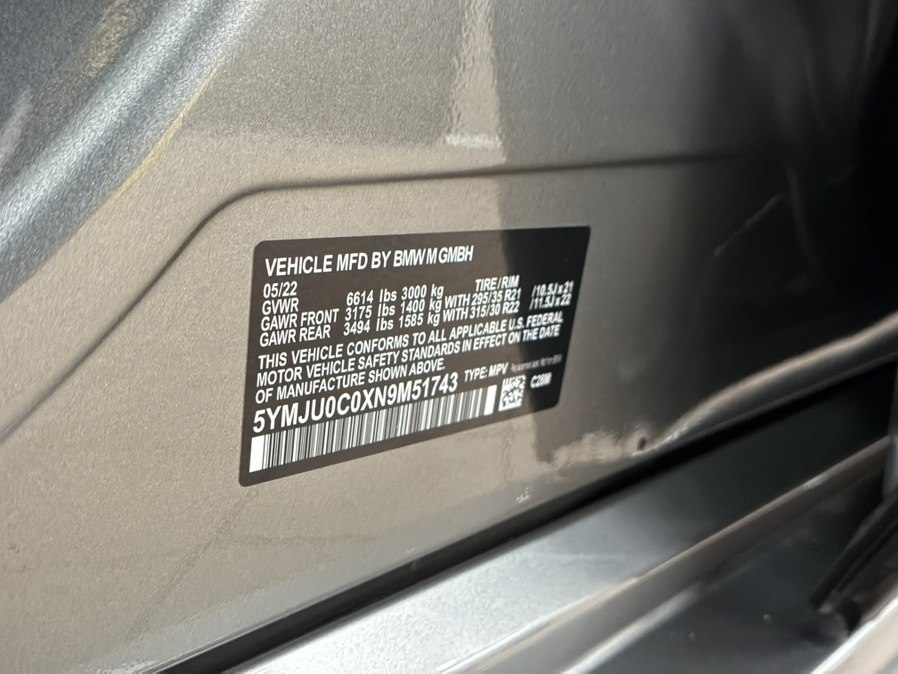 VEHICLE MFD BY BMW M GMBH
05/22
GVWR 6614 lbs 3000 kg TIRE/RIM
GAWR FRONT 3175 lbs 1400 kg WITH 295/35 R21 /10.5J x 21
GAWR REAR 3494 lbs 1585 kg WITH 315/30 R22 /11.5J x 22
THIS VEHICLE CONFORMS TO ALL APPLICABLE U.S. FEDERAL
MOTOR VEHICLE SAFETY STANDARDS IN EFFECT ON THE DATE
OF MANUFACTURE SHOWN ABOVE.
5YMJU0C0XN9M51743 TYPE: MPV